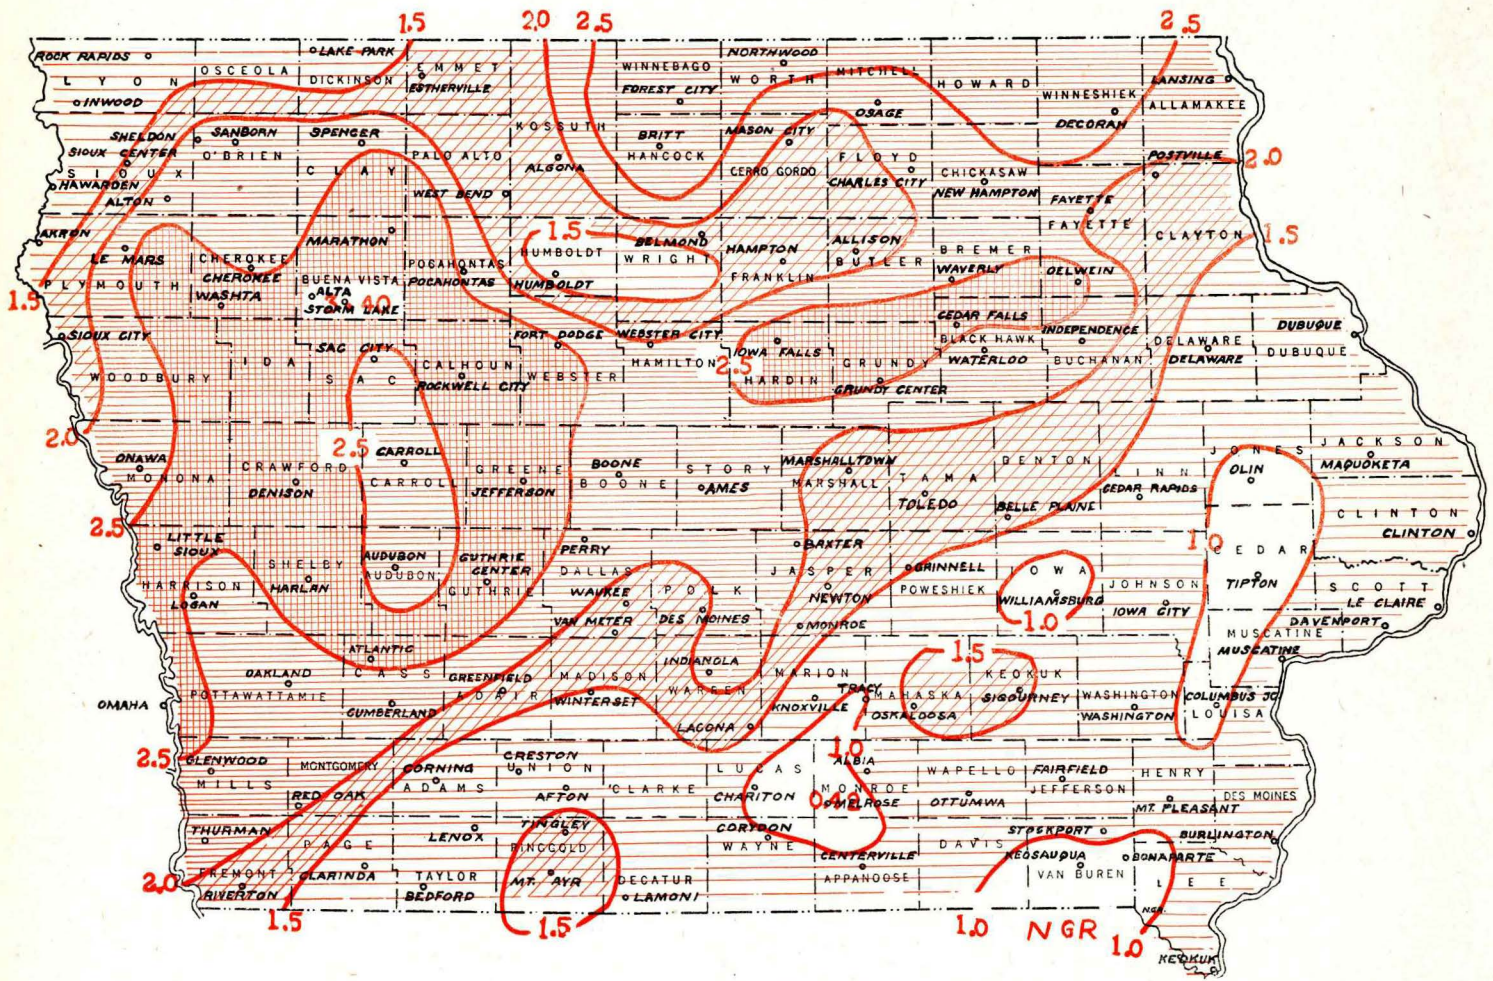 1.5 2.0 2.5 2.5
ROCK RAPIDS LAKE PARK NORTHWOOD
LYON OSCEOLA DICKINSON EMMET WINNEBAGO WORTH MITCHELL HOWARD WINNESHIEK LANSING
INWOOD ESTHERVILLE FOREST CITY OSAGE DECORAH ALLAMAKEE
SHELDON SANBORN SPENCER KOSSUTH BRITT MASON CITY
SIOUX CENTER O'BRIEN CLAY PALO ALTO ALGONA HANCOCK CERRO GORDO FLOYD CHICKASAW POSTVILLE 2.0
SIOUX
HAWARDEN WEST BEND CHARLES CITY NEW HAMPTON FAYETTE
ALTON
AKRON MARATHON 1.5 BELMOND HAMPTON ALLISON BREMER FAYETTE CLAYTON 1.5
LE MARS CHEROKEE POCAHONTAS HUMBOLDT WRIGHT FRANKLIN BUTLER
PLYMOUTH CHEROKEE BUENA VISTA POCAHONTAS HUMBOLDT WAVERLY OELWEIN
1.5 WASHTA ALTA 3.40
STORM LAKE
SIOUX CITY FORT DODGE WEBSTER CITY CEDAR FALLS INDEPENDENCE DUBUQUE
IDA SAC CITY CALHOUN HAMILTON 2.5 IOWA FALLS GRUNDY BLACK HAWK WATERLOO BUCHANAN DELAWARE DELAWARE DUBUQUE
WOODBURY SAC ROCKWELL CITY WEBSTER HARDIN GRUNDY CENTER
2.0
ONAWA 2.5 CARROLL BOONE MARSHALLTOWN JONES JACKSON
MONONA CRAWFORD CARROLL GREENE BOONE STORY MARSHALL TAMA BENTON LINN OLIN MAQUOKETA
DENISON JEFFERSON AMES TOLEDO BELLE PLAINE CEDAR RAPIDS CLINTON
2.5 CLINTON
LITTLE SIOUX AUDUBON GUTHRIE CENTER PERRY BAXTER 1.0 CEDAR
HARRISON SHELBY AUDUBON DALLAS JASPER GRINNELL IOWA
LOGAN HARLAN GUTHRIE WAUKEE POLK NEWTON POWESHIEK WILLIAMSBURG JOHNSON TIPTON SCOTT
VAN METER DES MOINES MONROE 1.0 IOWA CITY LE CLAIRE
DAVENPORT
MUSCATINE
ATLANTIC INDIANOLA 1.5 MUSCATINE
OAKLAND CASS GREENFIELD MADISON MARION KEOKUK
POTTAWATTAMIE ADAIR WINTERSET WARREN TRACY MAHASKA SIGOURNEY WASHINGTON COLUMBUS JC
OMAHA CUMBERLAND LACONA KNOXVILLE OSKALOOSA WASHINGTON LOUISA
2.5 GLENWOOD MONTGOMERY CORNING CRESTON 1.0
MILLS ADAMS UNION LUCAS ALBIA WAPELLO FAIRFIELD HENRY
RED OAK AFTON CLARKE CHARITON MONROE 0.42 MELROSE OTTUMWA JEFFERSON MT. PLEASANT DES MOINES
THURMAN LENOX TINGLEY CORYDON STOCKPORT BURLINGTON
PAGE RINGGOLD WAYNE CENTERVILLE DAVIS KEOSAUQUA BONAPARTE
2.0 FREMONT CLARINDA TAYLOR MT. AYR DECATUR APPANOOSE VAN BUREN LEE
RIVERTON BEDFORD LAMONI
1.5 1.5 1.0 NGR 1.0 NGR
KEOKUK